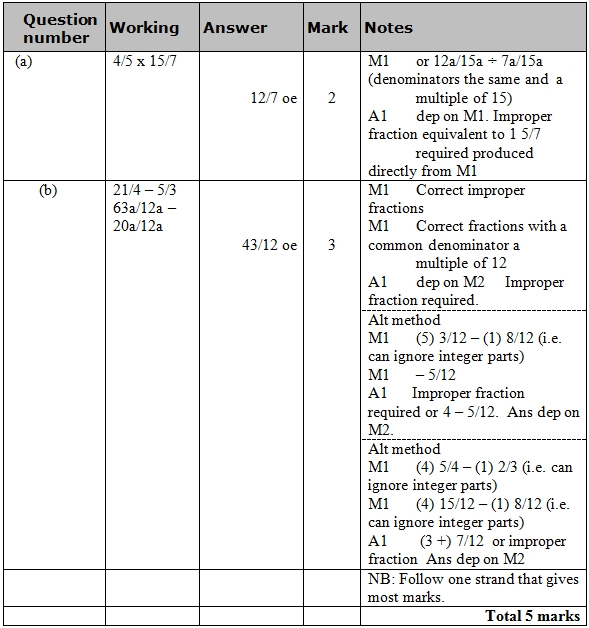 Question number Working Answer Mark Notes
(a) 4/5 x 15/7 M1 or 12a/15a ÷ 7a/15a
(denominators the same and a
12/7 oe 2 multiple of 15)
A1 dep on M1. Improper
fraction equivalent to 1 5/7
required produced
directly from M1
(b) 21/4 – 5/3 M1 Correct improper
63a/12a – fractions
20a/12a M1 Correct fractions with a
43/12 oe 3 common denominator a
multiple of 12
A1 dep on M2 Improper
fraction required.
Alt method
M1 (5) 3/12 – (1) 8/12 (i.e.
can ignore integer parts)
M1 – 5/12
A1 Improper fraction
required or 4 – 5/12. Ans dep on
M2.
Alt method
M1 (4) 5/4 – (1) 2/3 (i.e. can
ignore integer parts)
M1 (4) 15/12 – (1) 8/12 (i.e.
can ignore integer parts)
A1 (3 +) 7/12 or improper
fraction Ans dep on M2
NB: Follow one strand that gives
most marks.
Total 5 marks